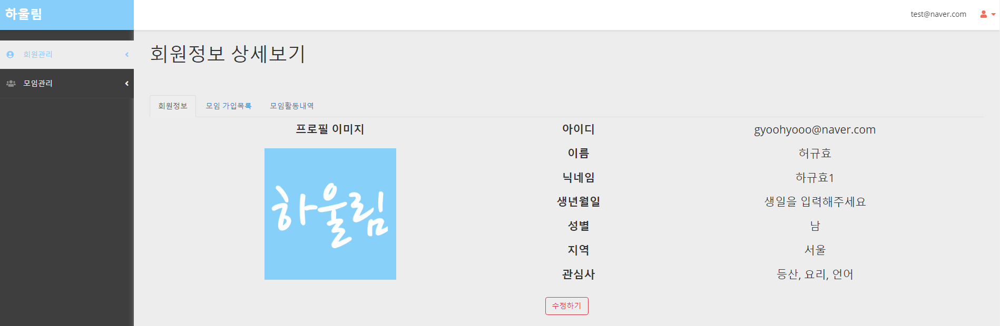 하울림
test@naver.com
회원관리
모임관리
회원정보 상세보기
회원정보 모임 가입목록 모임활동내역
프로필 이미지
하울림
아이디 gyoohyooo@naver.com
이름 허규효
닉네임 하규효1
생년월일 생일을 입력해주세요
성별 남
지역 서울
관심사 등산, 요리, 언어
수정하기